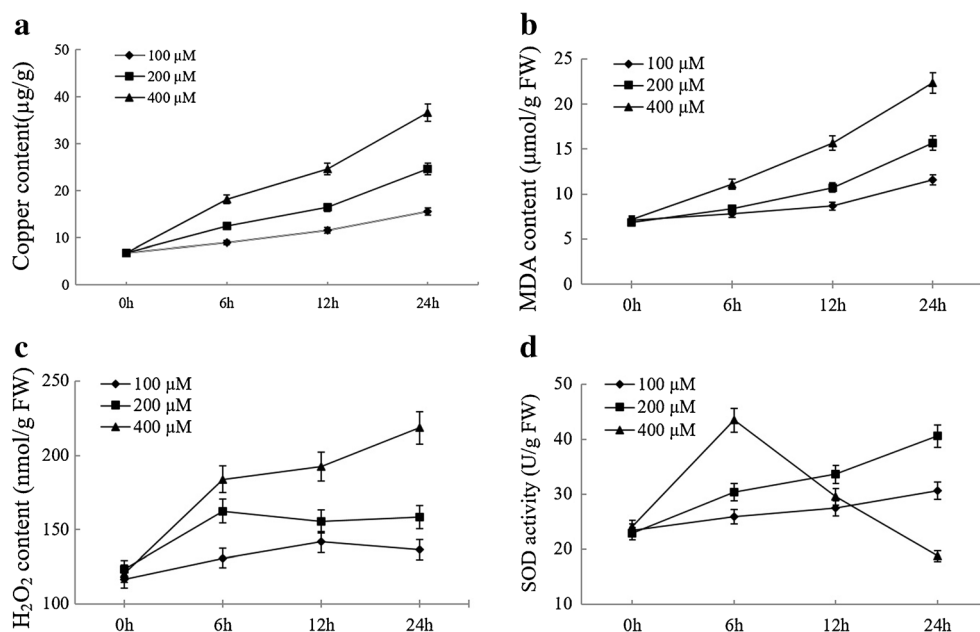 a
Copper content(µg/g)
50
40
30
20
10
0
100 µM
200 µM
400 µM
0h
6h
12h
24h
b
MDA content (µmol/g FW)
25
20
15
10
5
0
100 µM
200 µM
400 µM
0h
6h
12h
24h
c
H₂O₂ content (nmol/g FW)
250
200
150
100
100 µM
200 µM
400 µM
0h
6h
12h
24h
d
SOD activity (U/g FW)
50
40
30
20
10
100 µM
200 µM
400 µM
0h
6h
12h
24h